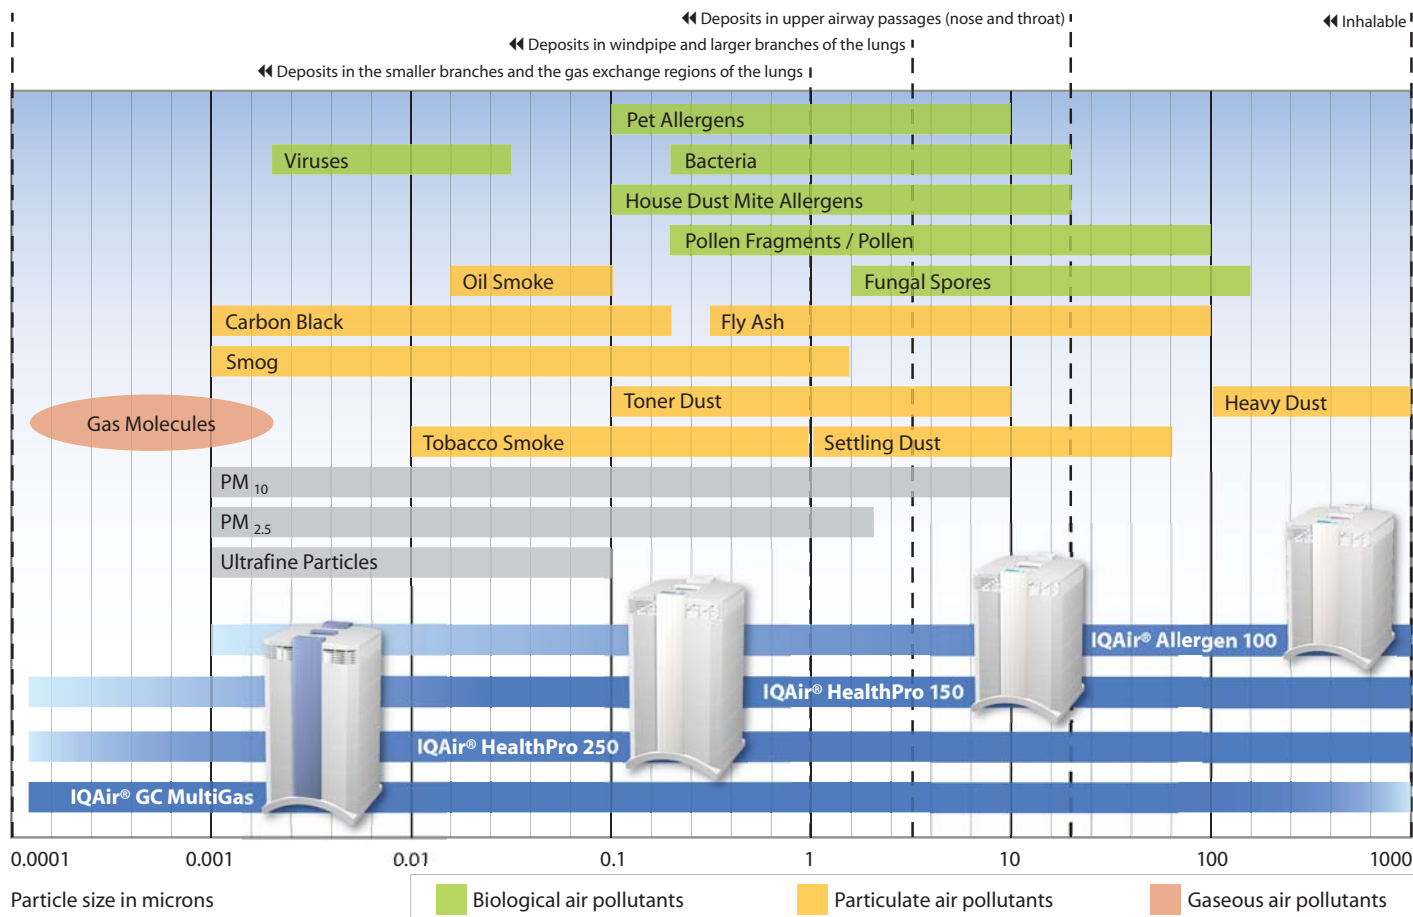 Deposits in upper airway passages (nose and throat)
Inhalable
Deposits in windpipe and larger branches of the lungs
Deposits in the smaller branches and the gas exchange regions of the lungs
Pet Allergens
Viruses
Bacteria
House Dust Mite Allergens
Pollen Fragments / Pollen
Oil Smoke
Fungal Spores
Carbon Black
Fly Ash
Smog
Toner Dust
Heavy Dust
Gas Molecules
Tobacco Smoke
Settling Dust
PM 10
PM 2.5
Ultrafine Particles
IQAir® Allergen 100
IQAir® HealthPro 150
IQAir® HealthPro 250
IQAir® GC MultiGas
0.0001 0.001 0.01 0.1 1 10 100 1000
Particle size in microns
Biological air pollutants
Particulate air pollutants
Gaseous air pollutants